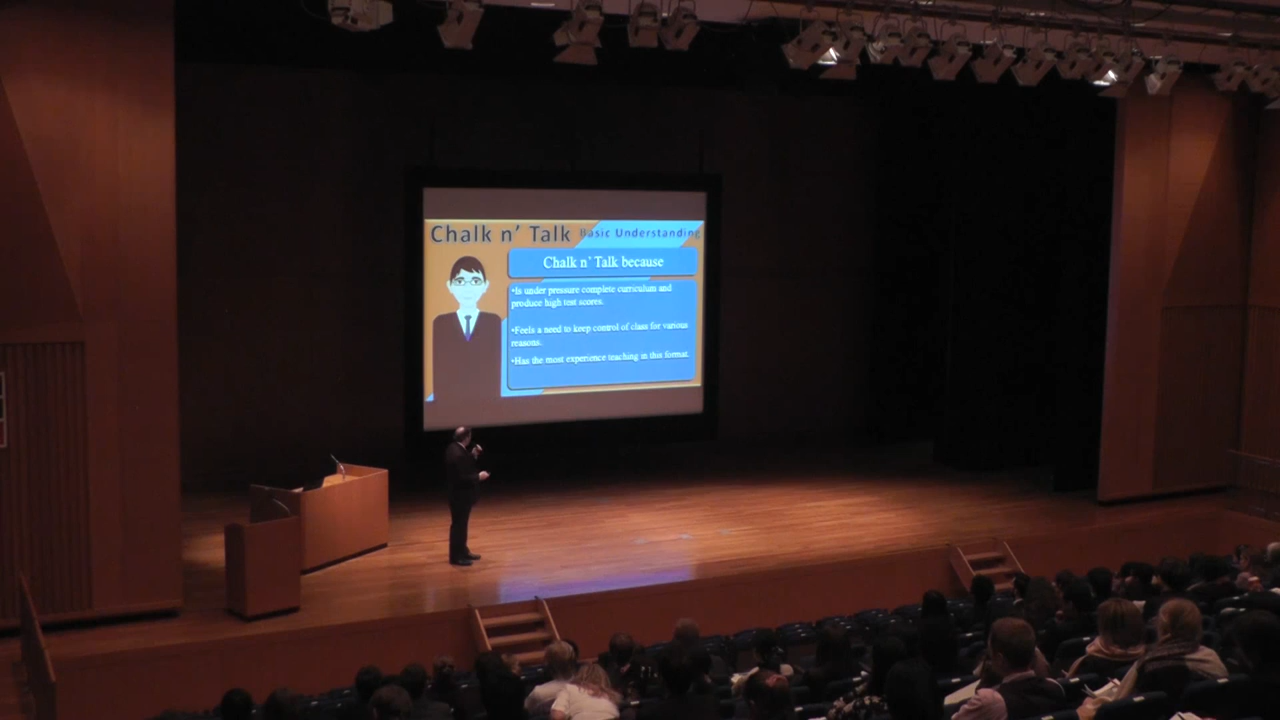 Chalk n' Talk Basic Understanding
Chalk n' Talk because
•Is under pressure complete curriculum and
produce high test scores.
•Feels a need to keep control of class for various
reasons.
•Has the most experience teaching in this format.